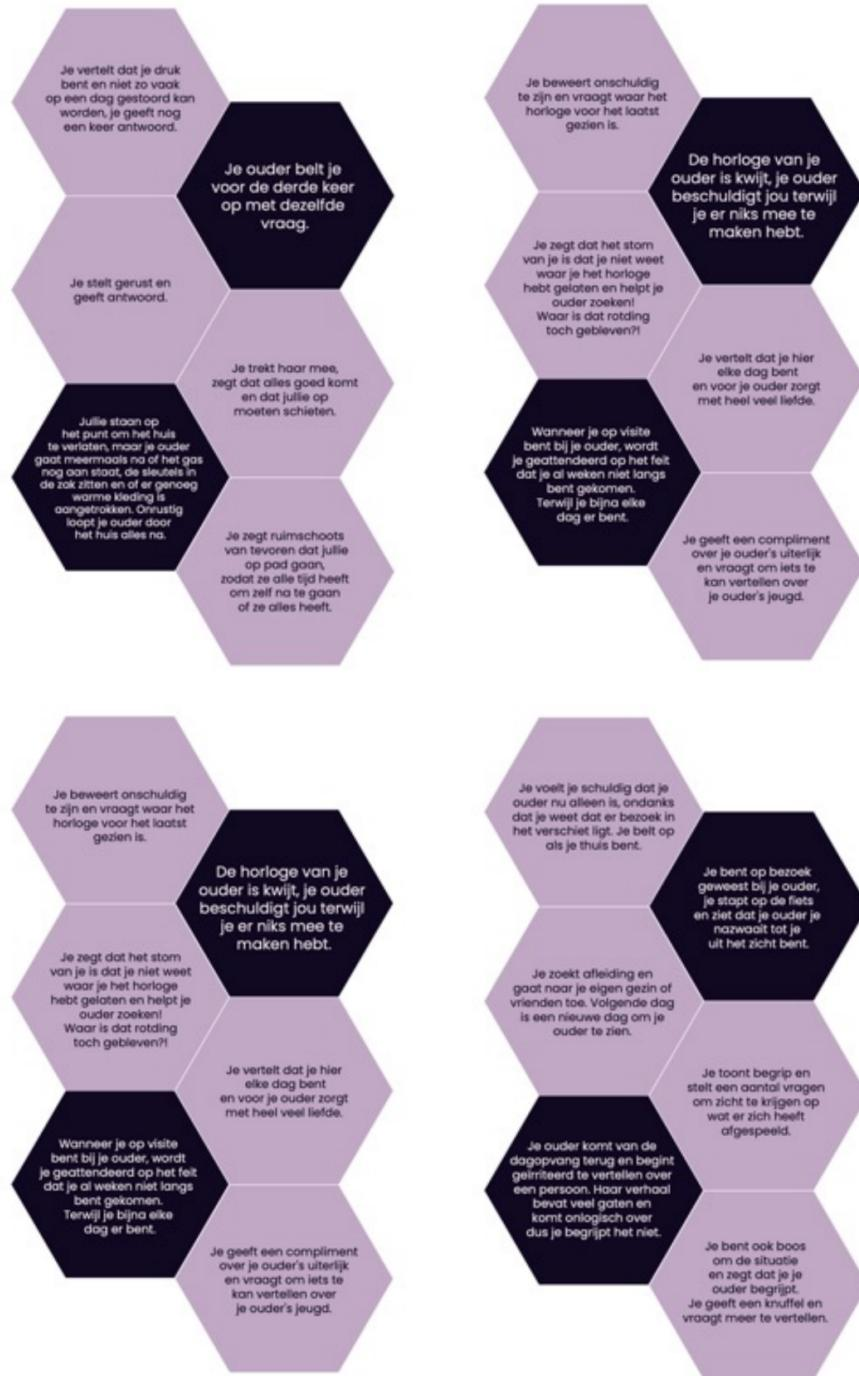 Je vertelt dat je druk
bent en niet zo vaak
op een dag gestoord kan
worden, je geeft nog
een keer antwoord.
Je ouder belt je
voor de derde keer
op met dezelfde
vraag.
Je stelt gerust en
geeft antwoord.
Je trekt haar mee,
zegt dat alles goed komt
en dat jullie op
moeten schieten.
Jullie staan op
het punt om het huis
te verlaten, maar je ouder
gaat meermaals na of het gas
nog aan staat, de sleutels in
de zak zitten en of er genoeg
warme kleding is
aangetrokken. Onrustig
loopt je ouder door
het huis alles na.
Je zegt ruimschoots
van tevoren dat jullie
op pad gaan,
zodat ze alle tijd heeft
om zelf na te gaan
of ze alles heeft.
Je beweert onschuldig
te zijn en vraagt waar het
horloge voor het laatst
gezien is.
De horloge van je
ouder is kwijt, je ouder
beschuldigt jou terwijl
je er niks mee te
maken hebt.
Je zegt dat het stom
van je is dat je niet weet
waar je het horloge
hebt gelaten en helpt je
ouder zoeken!
Waar is dat rotding
toch gebleven?!
Je vertelt dat je hier
elke dag bent
en voor je ouder zorgt
met heel veel liefde.
Wanneer je op visite
bent bij je ouder, wordt
je geattendeerd op het feit
dat je al weken niet langs
bent gekomen.
Terwijl je bijna elke
dag er bent.
Je geeft een compliment
over je ouder's uiterlijk
en vraagt om iets te
kan vertellen over
je ouder's jeugd.
Je beweert onschuldig
te zijn en vraagt waar het
horloge voor het laatst
gezien is.
De horloge van je
ouder is kwijt, je ouder
beschuldigt jou terwijl
je er niks mee te
maken hebt.
Je zegt dat het stom
van je is dat je niet weet
waar je het horloge
hebt gelaten en helpt je
ouder zoeken!
Waar is dat rotding
toch gebleven?!
Je vertelt dat je hier
elke dag bent
en voor je ouder zorgt
met heel veel liefde.
Wanneer je op visite
bent bij je ouder, wordt
je geattendeerd op het feit
dat je al weken niet langs
bent gekomen.
Terwijl je bijna elke
dag er bent.
Je geeft een compliment
over je ouder's uiterlijk
en vraagt om iets te
kan vertellen over
je ouder's jeugd.
Je voelt je schuldig dat je
ouder nu alleen is, ondanks
dat je weet dat er bezoek in
het verschiet ligt. Je belt op
als je thuis bent.
Je bent op bezoek
geweest bij je ouder,
je stapt op de fiets
en ziet dat je ouder je
nazwaait tot je
uit het zicht bent.
Je zoekt afleiding en
gaat naar je eigen gezin of
vrienden toe. Volgende dag
is een nieuwe dag om je
ouder te zien.
Je toont begrip en
stelt een aantal vragen
om zicht te krijgen op
wat er zich heeft
afgespeeld.
Je ouder komt van de
dagopvang terug en begint
geïrriteerd te vertellen over
een persoon. Haar verhaal
bevat veel gaten en
komt onlogisch over
dus je begrijpt het niet.
Je bent ook boos
om de situatie
en zegt dat je je
ouder begrijpt.
Je geeft een knuffel en
vraagt meer te vertellen.